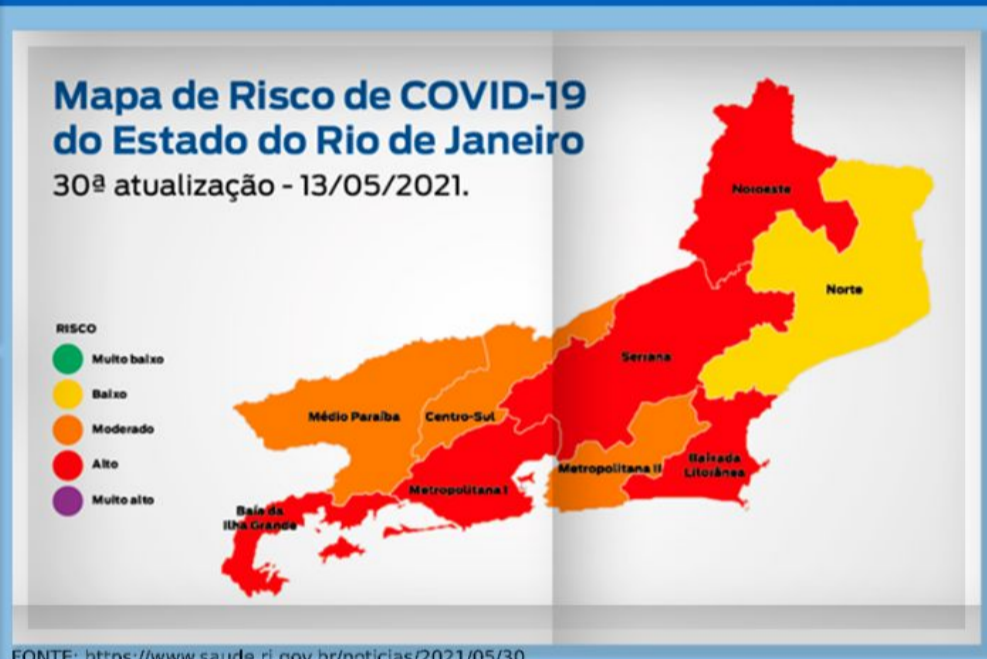 Mapa de Risco de COVID-19
do Estado do Rio de Janeiro
30ª atualização - 13/05/2021.
Noroeste
Norte
RISCO
Muito baixo
Baixo
Moderado
Alto
Muito alto
Serrana
Médio Paraíba
Centro-Sul
Metropolitana II
Baixada
Litorânea
Metropolitana I
Baía da
Ilha Grande
FONTE: https://www.saude.rj.gov.br/noticias/2021/05/30